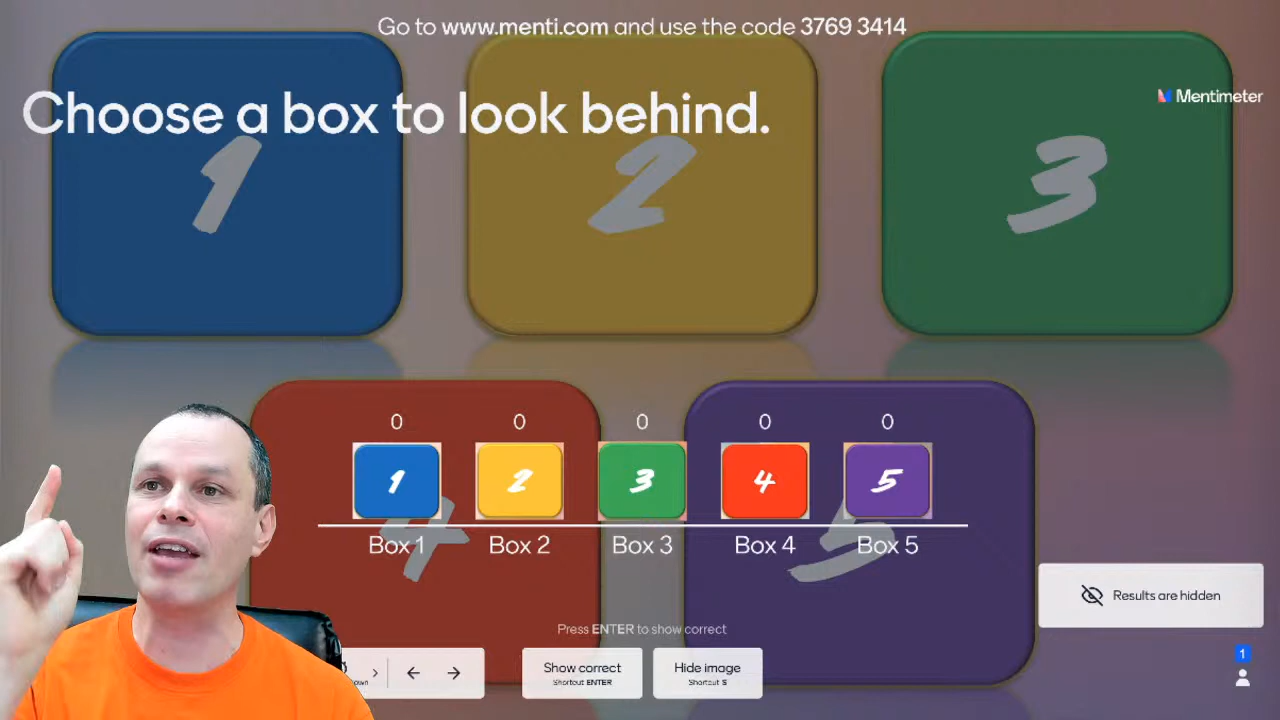 Go to www.menti.com and use the code 3769 3414
Choose a box to look behind.
Mentimeter
1
2
3
4
5
0 0 0 0 0
1 2 3 4 5
Box 1 Box 2 Box 3 Box 4 Box 5
Results are hidden
Press ENTER to show correct
Show correct
Shortcut ENTER
Hide image
Shortcut S
1